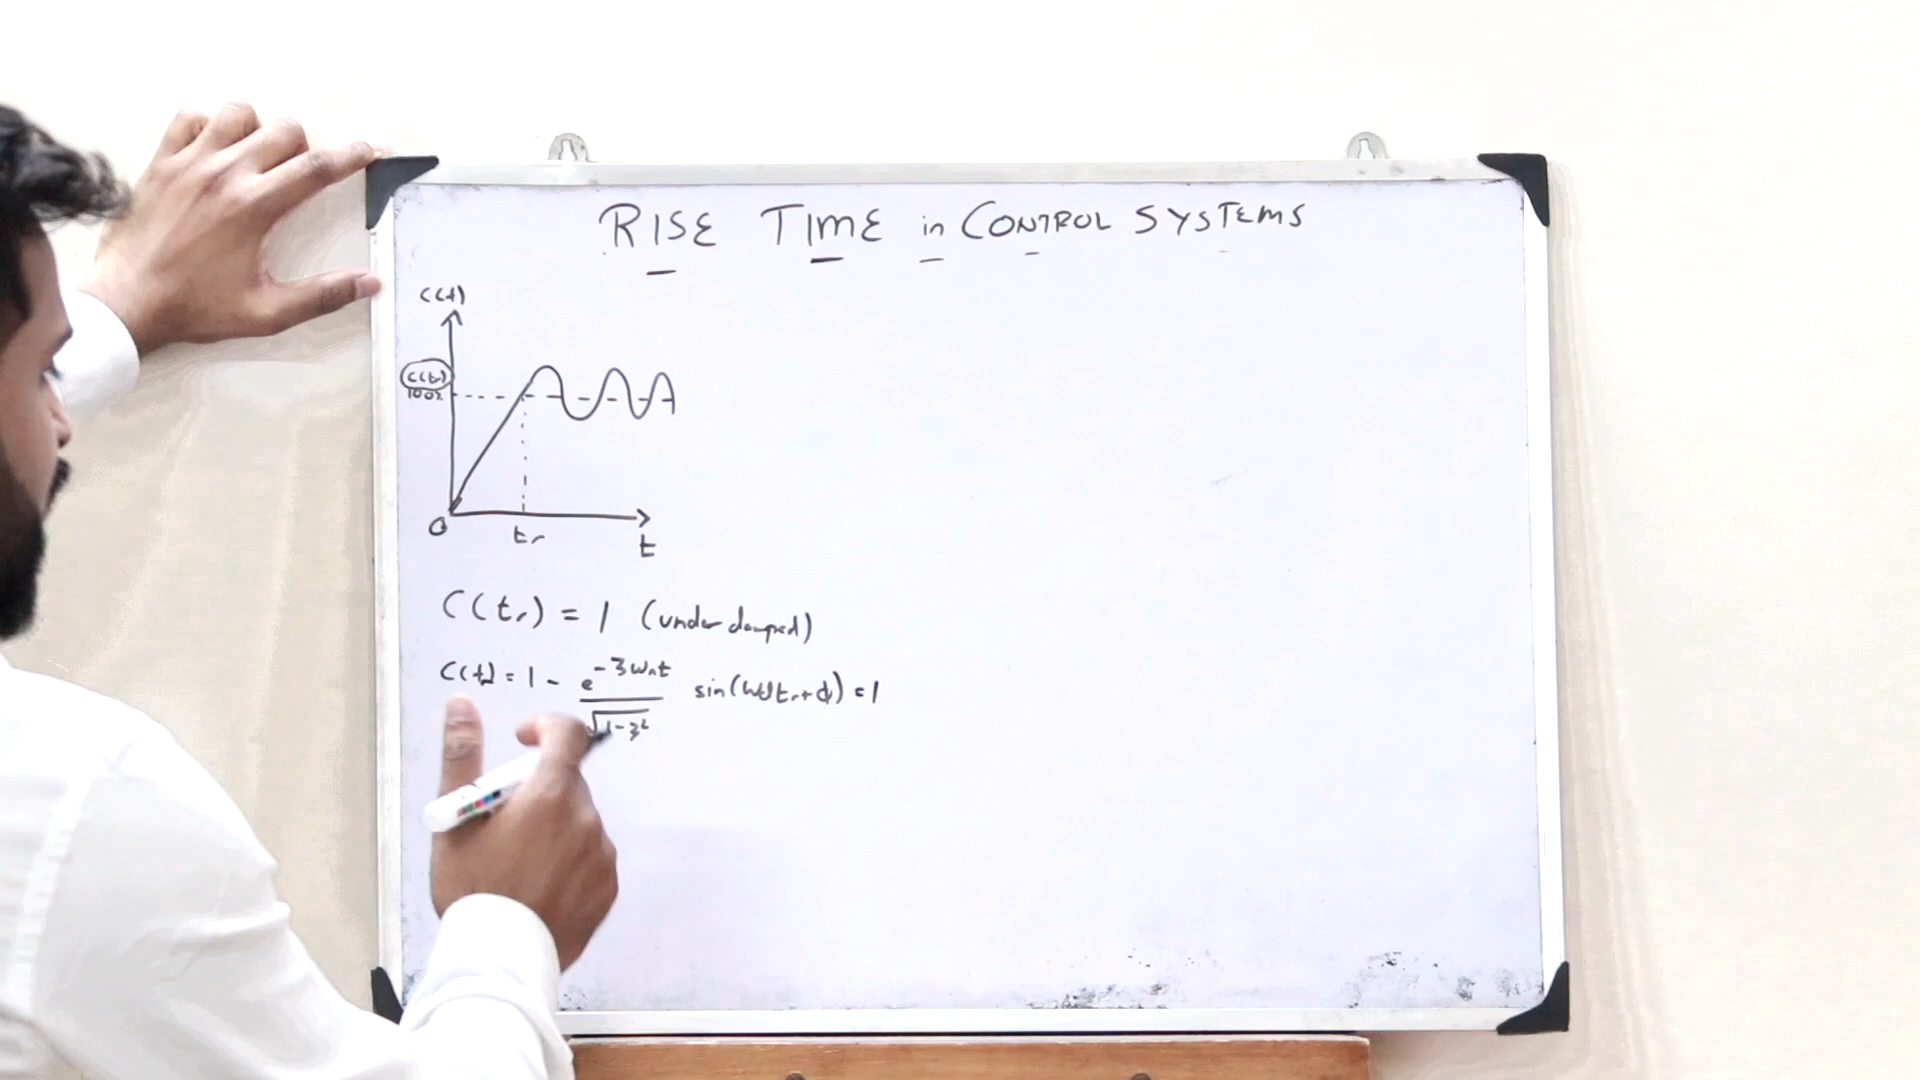 RISE TIME in CONTROL SYSTEMS
C(t)
C(tr)
100%
0
tr
t
C(tr) = 1 (underdamped)
C(t) = 1 - e^-ζωnt / √1-ζ² sin(ωd tr + ϕ) = 1